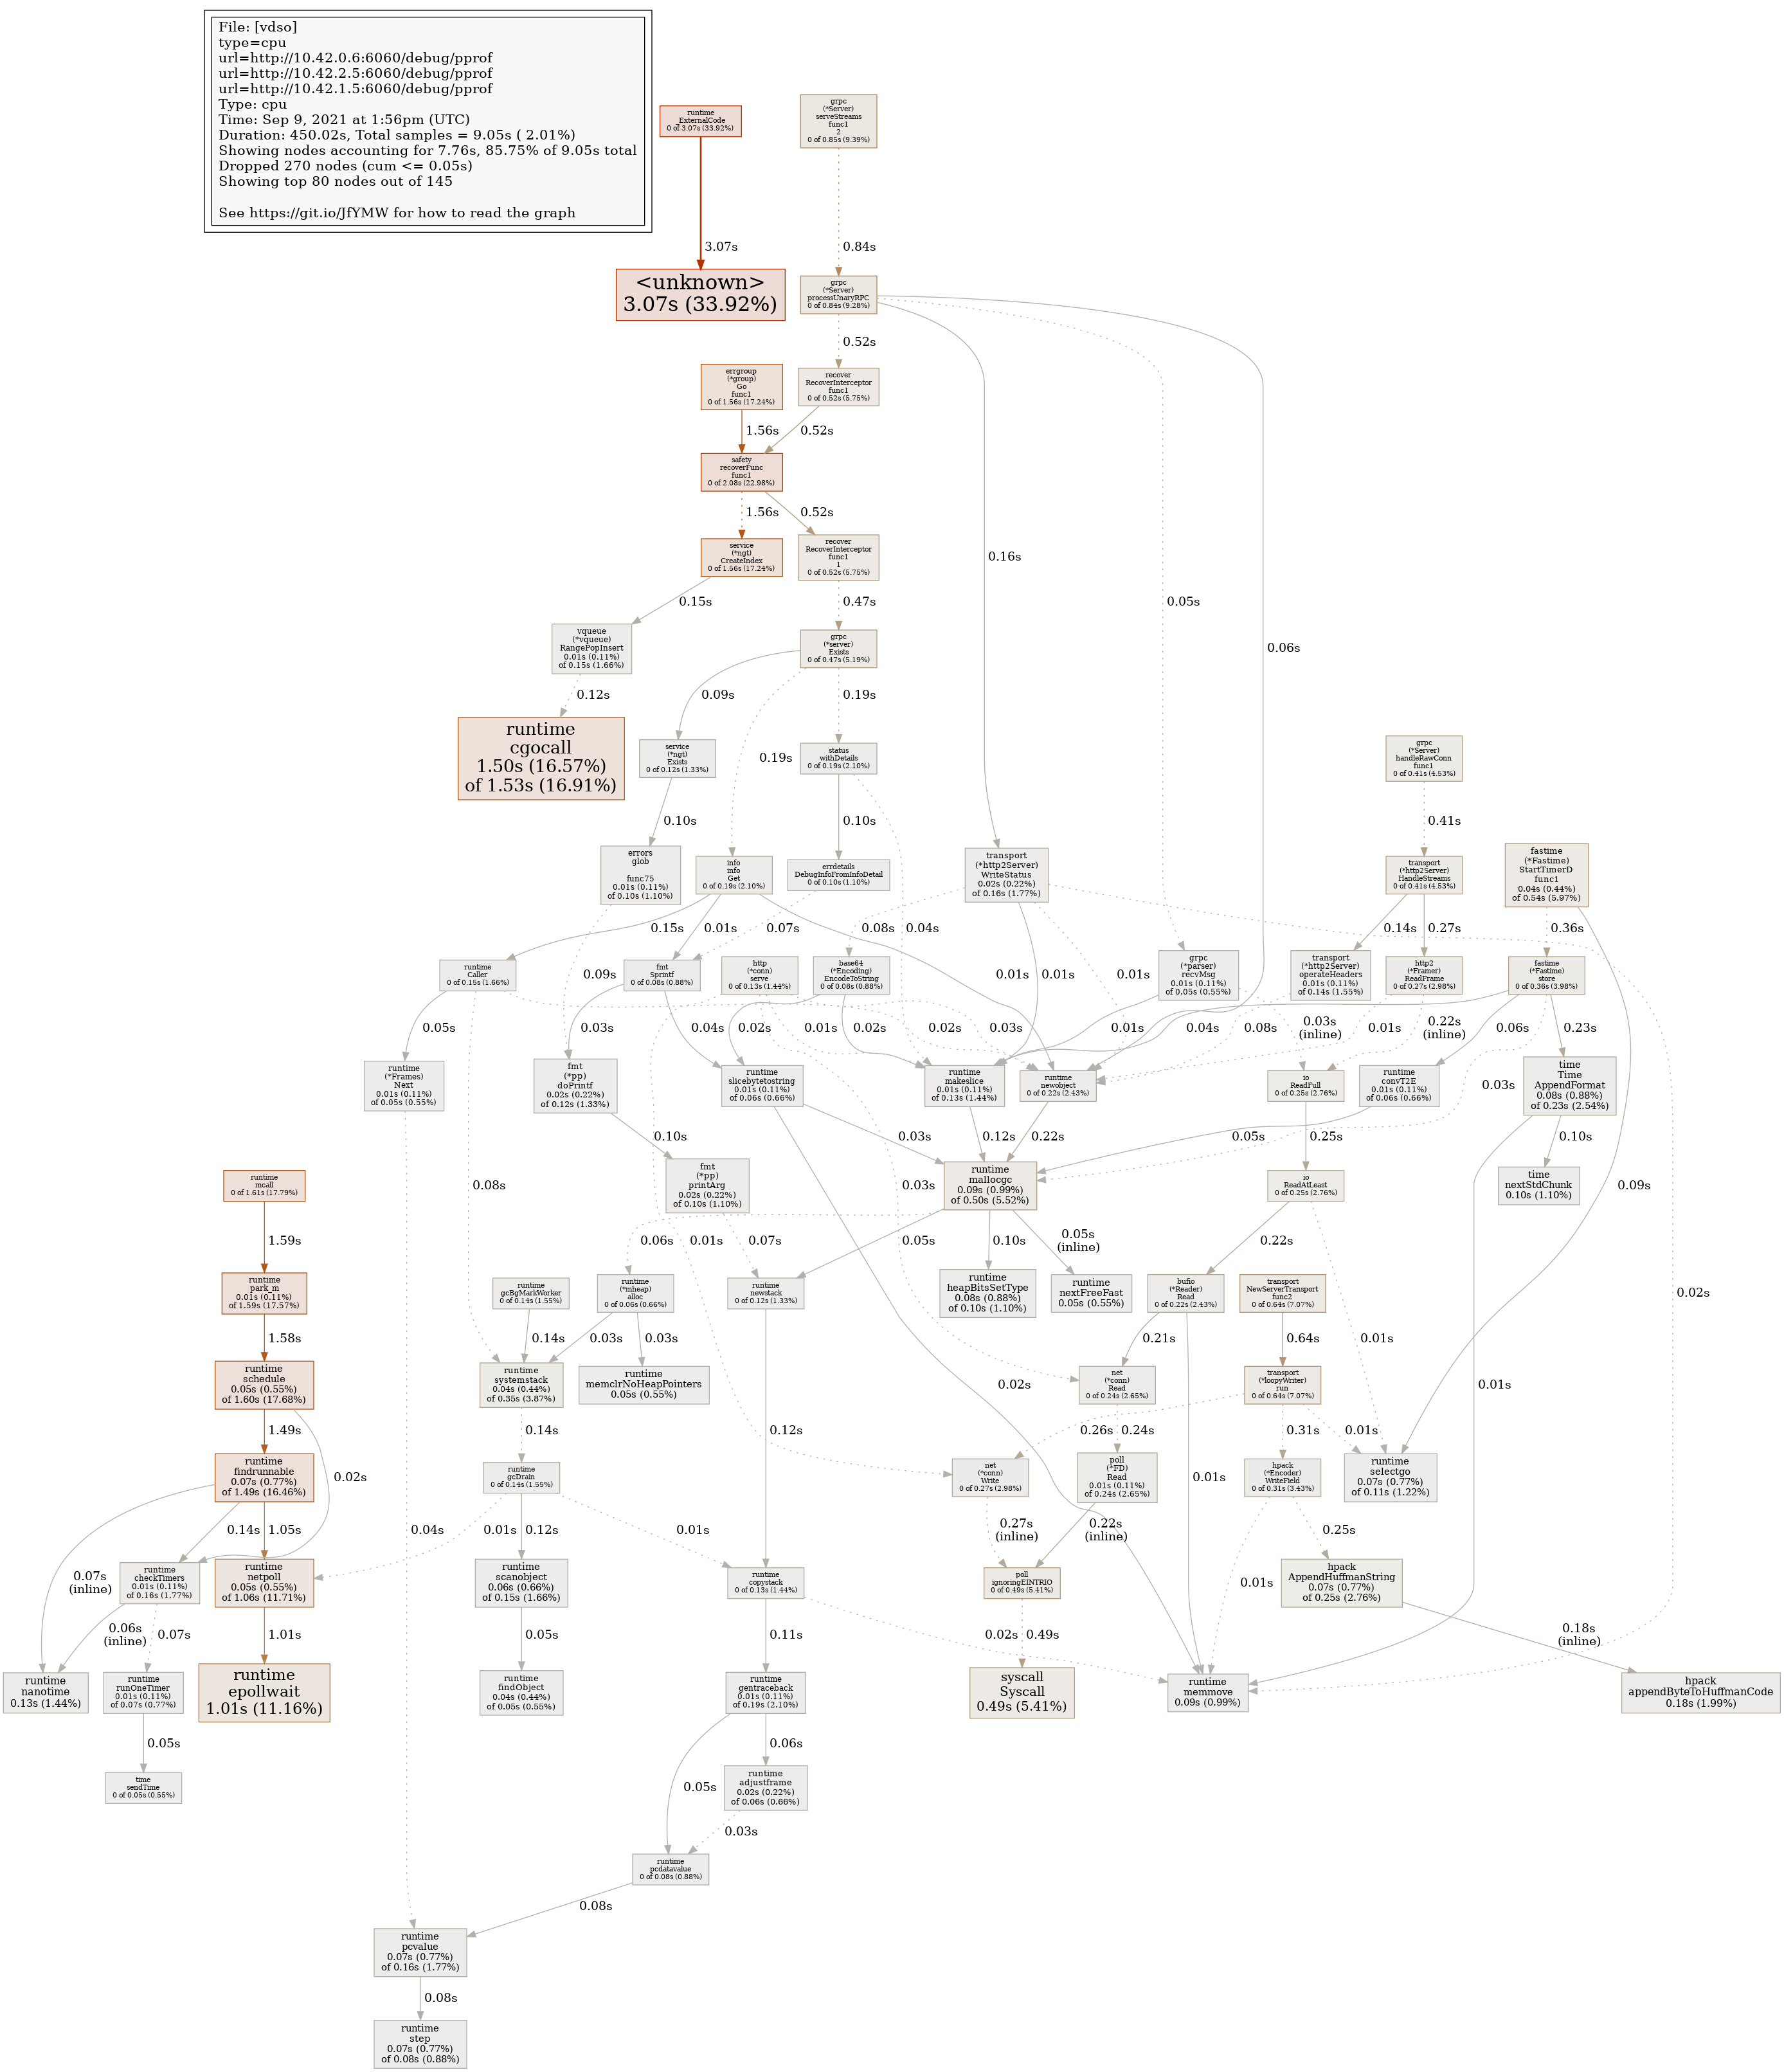 File: [vdso]
type=cpu
url=http://10.42.0.6:6060/debug/pprof
url=http://10.42.2.5:6060/debug/pprof
url=http://10.42.1.5:6060/debug/pprof
Type: cpu
Time: Sep 9, 2021 at 1:56pm (UTC)
Duration: 450.02s, Total samples = 9.05s ( 2.01%)
Showing nodes accounting for 7.76s, 85.75% of 9.05s total
Dropped 270 nodes (cum <= 0.05s)
Showing top 80 nodes out of 145
See https://git.io/JfYMW for how to read the graph
runtime
_ExternalCode
0 of 3.07s (33.92%)
grpc
(*Server)
serveStreams
func1
2
0 of 0.85s (9.39%)
3.07s
0.84s
<unknown>
3.07s (33.92%)
grpc
(*Server)
processUnaryRPC
0 of 0.84s (9.28%)
0.52s
errgroup
(*group)
Go
func1
0 of 1.56s (17.24%)
recover
RecoverInterceptor
func1
0 of 0.52s (5.75%)
1.56s
0.52s
safety
recoverFunc
func1
0 of 2.08s (22.98%)
1.56s
0.52s
service
(*ngt)
CreateIndex
0 of 1.56s (17.24%)
recover
RecoverInterceptor
func1
1
0 of 0.52s (5.75%)
0.16s
0.05s
0.06s
0.15s
0.47s
vqueue
(*vqueue)
RangePopInsert
0.01s (0.11%)
of 0.15s (1.66%)
grpc
(*server)
Exists
0 of 0.47s (5.19%)
0.12s
0.09s
0.19s
0.19s
runtime
cgocall
1.50s (16.57%)
of 1.53s (16.91%)
service
(*ngt)
Exists
0 of 0.12s (1.33%)
status
withDetails
0 of 0.19s (2.10%)
grpc
(*Server)
handleRawConn
func1
0 of 0.41s (4.53%)
0.10s
0.10s
0.41s
errors
glob

func75
0.01s (0.11%)
of 0.10s (1.10%)
info
info
Get
0 of 0.19s (2.10%)
errdetails
DebugInfoFromInfoDetail
0 of 0.10s (1.10%)
transport
(*http2Server)
WriteStatus
0.02s (0.22%)
of 0.16s (1.77%)
transport
(*http2Server)
HandleStreams
0 of 0.41s (4.53%)
fastime
(*Fastime)
StartTimerD
func1
0.04s (0.44%)
of 0.54s (5.97%)
0.15s
0.01s
0.07s
0.08s
0.04s
0.14s
0.27s
0.36s
runtime
Caller
0 of 0.15s (1.66%)
0.09s
fmt
Sprintf
0 of 0.08s (0.88%)
http
(*conn)
serve
0 of 0.13s (1.44%)
base64
(*Encoding)
EncodeToString
0 of 0.08s (0.88%)
0.01s
0.01s
0.01s
grpc
(*parser)
recvMsg
0.01s (0.11%)
of 0.05s (0.55%)
transport
(*http2Server)
operateHeaders
0.01s (0.11%)
of 0.14s (1.55%)
http2
(*Framer)
ReadFrame
0 of 0.27s (2.98%)
fastime
(*Fastime)
store
0 of 0.36s (3.98%)
0.05s
0.03s
0.04s
0.02s
0.01s
0.02s
0.02s
0.03s
0.01s
0.04s
0.08s
0.03s
(inline)
0.01s
0.22s
(inline)
0.06s
0.23s
runtime
(*Frames)
Next
0.01s (0.11%)
of 0.05s (0.55%)
fmt
(*pp)
doPrintf
0.02s (0.22%)
of 0.12s (1.33%)
runtime
slicebytetostring
0.01s (0.11%)
of 0.06s (0.66%)
runtime
makeslice
0.01s (0.11%)
of 0.13s (1.44%)
runtime
newobject
0 of 0.22s (2.43%)
io
ReadFull
0 of 0.25s (2.76%)
runtime
convT2E
0.01s (0.11%)
of 0.06s (0.66%)
time
Time
AppendFormat
0.08s (0.88%)
of 0.23s (2.54%)
0.03s
0.10s
0.03s
0.12s
0.22s
0.05s
0.25s
0.10s
runtime
mcall
0 of 1.61s (17.79%)
0.08s
fmt
(*pp)
printArg
0.02s (0.22%)
of 0.10s (1.10%)
0.03s
runtime
mallocgc
0.09s (0.99%)
of 0.50s (5.52%)
io
ReadAtLeast
0 of 0.25s (2.76%)
time
nextStdChunk
0.10s (1.10%)
0.09s
1.59s
0.06s
0.01s
0.07s
0.05s
0.10s
0.05s
(inline)
0.22s
runtime
park_m
0.01s (0.11%)
of 1.59s (17.57%)
runtime
gcBgMarkWorker
0 of 0.14s (1.55%)
runtime
(*mheap)
alloc
0 of 0.06s (0.66%)
runtime
newstack
0 of 0.12s (1.33%)
runtime
heapBitsSetType
0.08s (0.88%)
of 0.10s (1.10%)
runtime
nextFreeFast
0.05s (0.55%)
bufio
(*Reader)
Read
0 of 0.22s (2.43%)
transport
NewServerTransport
func2
0 of 0.64s (7.07%)
0.02s
1.58s
0.14s
0.03s
0.03s
0.21s
0.64s
0.01s
runtime
schedule
0.05s (0.55%)
of 1.60s (17.68%)
runtime
systemstack
0.04s (0.44%)
of 0.35s (3.87%)
runtime
memclrNoHeapPointers
0.05s (0.55%)
0.02s
net
(*conn)
Read
0 of 0.24s (2.65%)
transport
(*loopyWriter)
run
0 of 0.64s (7.07%)
0.01s
1.49s
0.14s
0.12s
0.26s
0.24s
0.31s
0.01s
runtime
findrunnable
0.07s (0.77%)
of 1.49s (16.46%)
0.02s
runtime
gcDrain
0 of 0.14s (1.55%)
net
(*conn)
Write
0 of 0.27s (2.98%)
poll
(*FD)
Read
0.01s (0.11%)
of 0.24s (2.65%)
0.01s
hpack
(*Encoder)
WriteField
0 of 0.31s (3.43%)
runtime
selectgo
0.07s (0.77%)
of 0.11s (1.22%)
0.14s
1.05s
0.04s
0.01s
0.12s
0.01s
0.27s
(inline)
0.22s
(inline)
0.25s
0.07s
(inline)
runtime
checkTimers
0.01s (0.11%)
of 0.16s (1.77%)
runtime
netpoll
0.05s (0.55%)
of 1.06s (11.71%)
runtime
scanobject
0.06s (0.66%)
of 0.15s (1.66%)
runtime
copystack
0 of 0.13s (1.44%)
poll
ignoringEINTRIO
0 of 0.49s (5.41%)
0.01s
hpack
AppendHuffmanString
0.07s (0.77%)
of 0.25s (2.76%)
0.06s
(inline)
0.07s
1.01s
0.05s
0.11s
0.02s
0.49s
0.18s
(inline)
runtime
nanotime
0.13s (1.44%)
runtime
runOneTimer
0.01s (0.11%)
of 0.07s (0.77%)
runtime
epollwait
1.01s (11.16%)
runtime
findObject
0.04s (0.44%)
of 0.05s (0.55%)
runtime
gentraceback
0.01s (0.11%)
of 0.19s (2.10%)
syscall
Syscall
0.49s (5.41%)
runtime
memmove
0.09s (0.99%)
hpack
appendByteToHuffmanCode
0.18s (1.99%)
0.05s
0.05s
0.06s
time
sendTime
0 of 0.05s (0.55%)
runtime
adjustframe
0.02s (0.22%)
of 0.06s (0.66%)
0.03s
runtime
pcdatavalue
0 of 0.08s (0.88%)
0.08s
runtime
pcvalue
0.07s (0.77%)
of 0.16s (1.77%)
0.08s
runtime
step
0.07s (0.77%)
of 0.08s (0.88%)